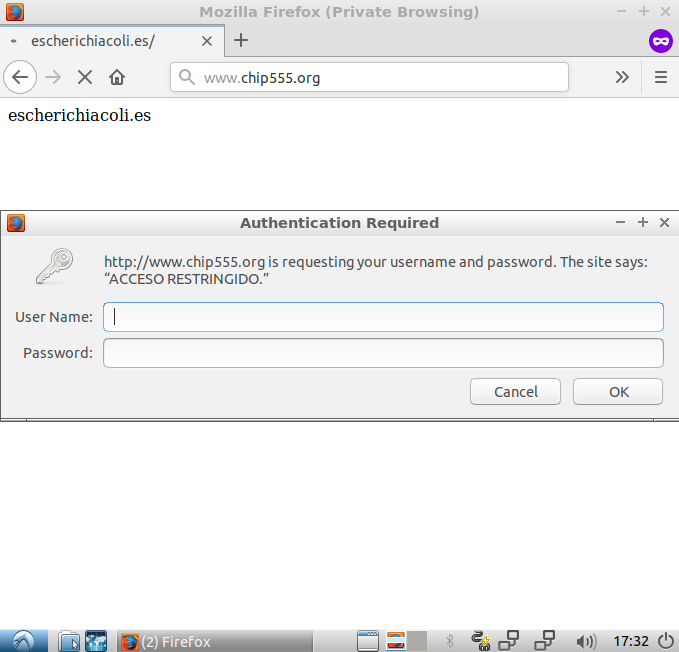 Mozilla Firefox (Private Browsing)
escherichiacoli.es/
www.chip555.org
escherichiacoli.es
Authentication Required
http://www.chip555.org is requesting your username and password. The site says:
“ACCESO RESTRINGIDO.”
User Name:
Password:
Cancel OK
(2) Firefox 17:32